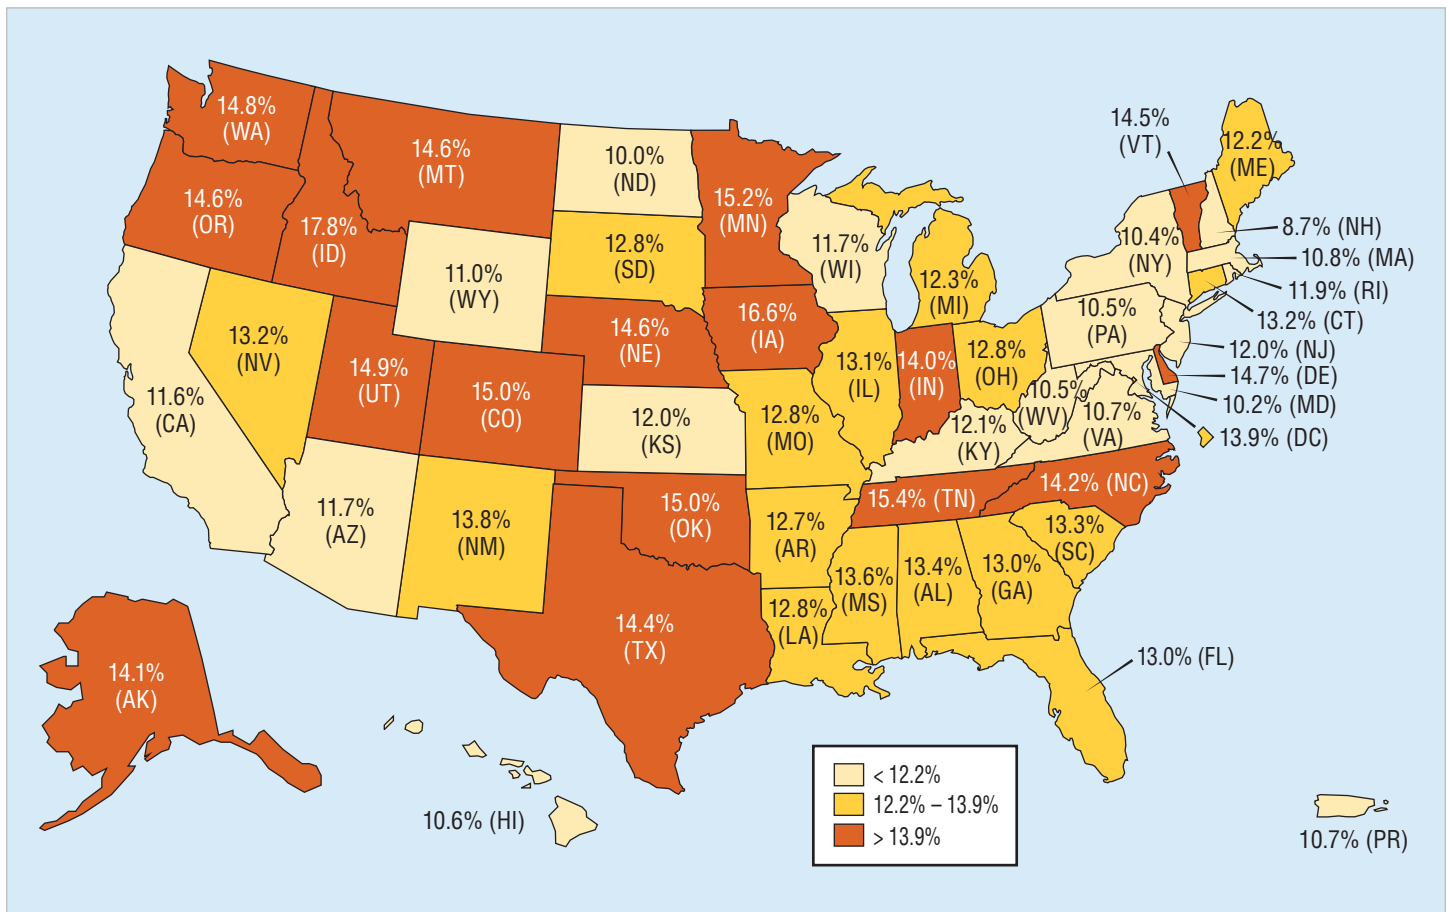 14.8%
(WA)
14.6%
(OR)
17.8%
(ID)
14.6%
(MT)
10.0%
(ND)
15.2%
(MN)
12.8%
(SD)
11.0%
(WY)
11.7%
(WI)
12.3%
(MI)
14.5%
(VT)
12.2%
(ME)
8.7% (NH)
10.4%
(NY)
10.8% (MA)
11.9% (RI)
13.2% (CT)
10.5%
(PA)
12.0% (NJ)
14.7% (DE)
10.2% (MD)
13.9% (DC)
11.6%
(CA)
13.2%
(NV)
14.9%
(UT)
15.0%
(CO)
14.6%
(NE)
16.6%
(IA)
13.1%
(IL)
14.0%
(IN)
12.8%
(OH)
10.5%
(WV)
10.7%
(VA)
12.0%
(KS)
12.8%
(MO)
12.1%
(KY)
15.4% (TN)
14.2% (NC)
11.7%
(AZ)
13.8%
(NM)
15.0%
(OK)
12.7%
(AR)
13.6%
(MS)
13.4%
(AL)
13.0%
(GA)
13.3%
(SC)
14.4%
(TX)
12.8%
(LA)
13.0% (FL)
14.1%
(AK)
10.6% (HI)
< 12.2%
12.2% – 13.9%
> 13.9%
10.7% (PR)